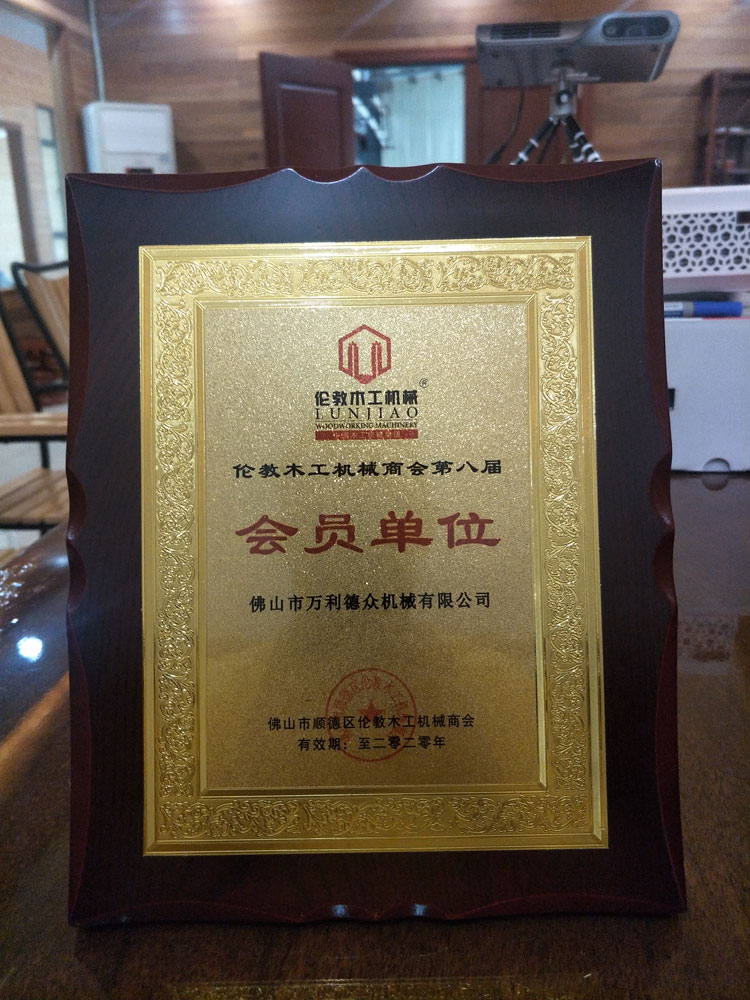 伦教木工机械
®
LUNJIAO
WOODWORKING MACHINERY
伦教木工机械商会第八届
会员单位
佛山市万利德众机械有限公司
佛山市顺德区伦教木工机械商会
有效期：至二零二零年